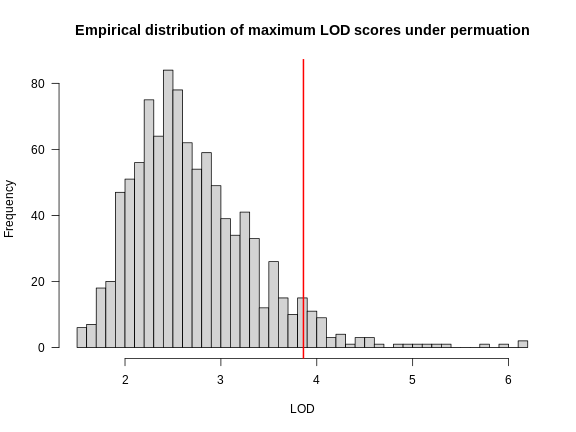 Empirical distribution of maximum LOD scores under permuation
80
60
40
20
0
Frequency
2 3 4 5 6
LOD